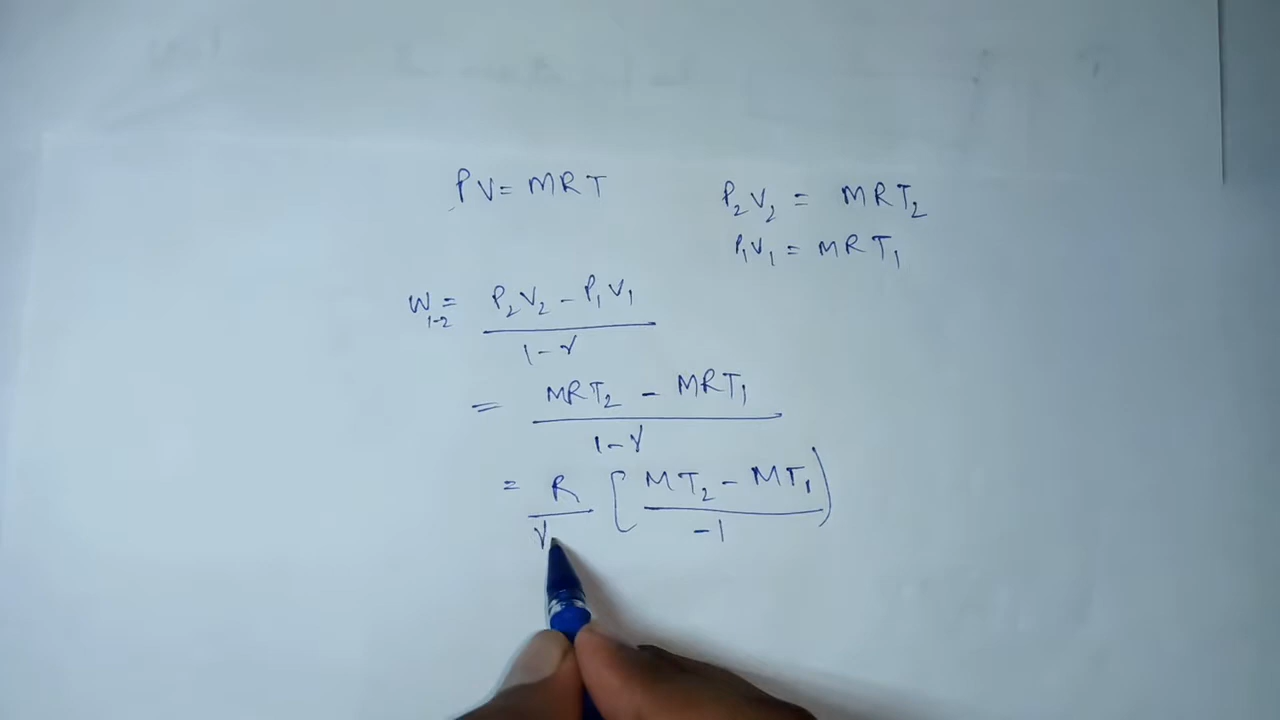 PV = MRT
P₂V₂ = MRT₂
P₁V₁ = MRT₁
W₁₋₂ = P₂V₂ - P₁V₁
1-γ
= MRT₂ - MRT₁
1-γ
= R [MT₂ - MT₁)
γ -1